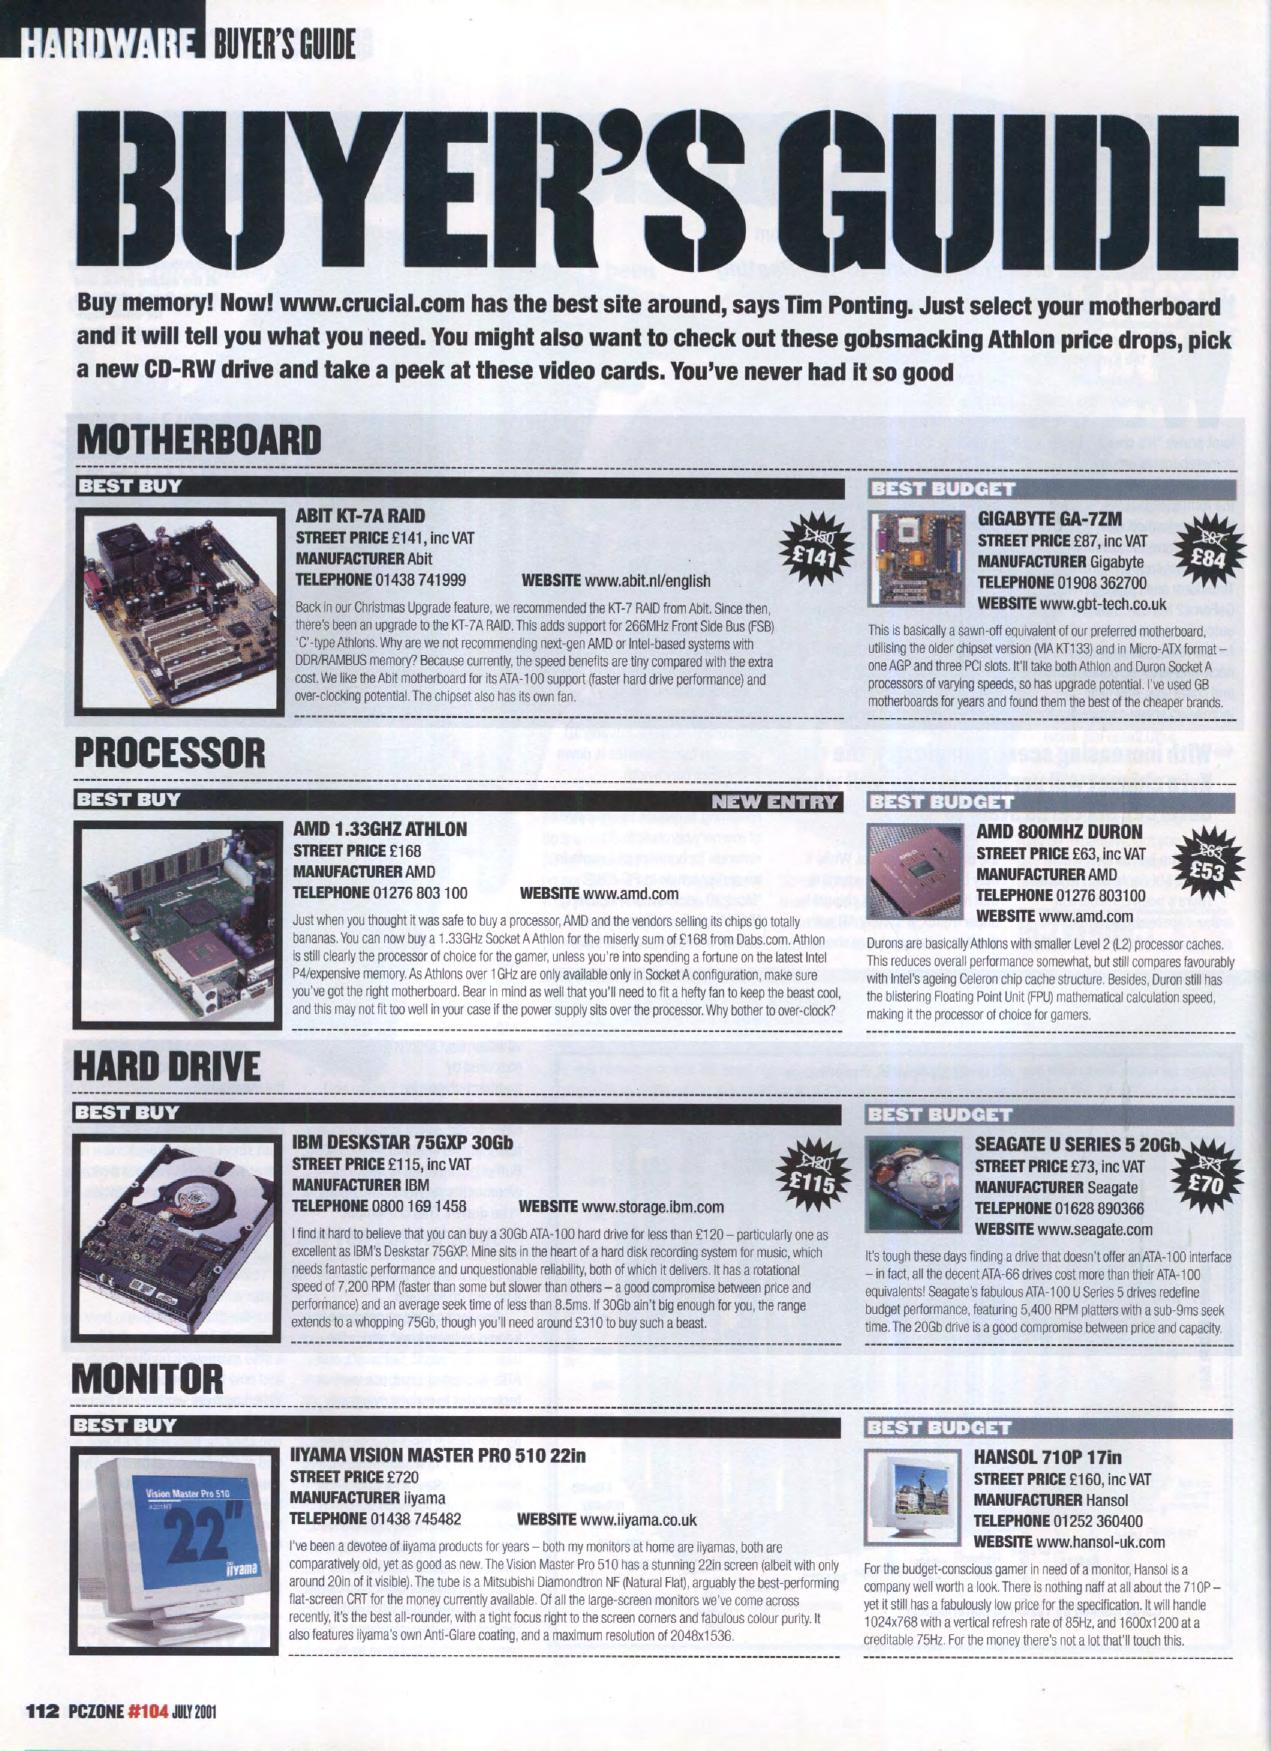 HARDWARE BUYER'S GUIDE
BUYER'S GUIDE
Buy memory! Now! www.crucial.com has the best site around, says Tim Ponting. Just select your motherboard
and it will tell you what you need. You might also want to check out these gobsmacking Athlon price drops, pick
a new CD-RW drive and take a peek at these video cards. You've never had it so good
MOTHERBOARD
BEST BUY
ABIT KT-7A RAID
STREET PRICE £141, inc VAT
MANUFACTURER Abit
TELEPHONE 01438 741999 WEBSITE www.abit.nl/english
£150
£141
Back in our Christmas Upgrade feature, we recommended the KT-7 RAID from Abit. Since then,
there's been an upgrade to the KT-7A RAID. This adds support for 266MHz Front Side Bus (FSB)
'C'-type Athlons. Why are we not recommending next-gen AMD or Intel-based systems with
DDR/RAMBUS memory? Because currently, the speed benefits are tiny compared with the extra
cost. We like the Abit motherboard for its ATA-100 support (faster hard drive performance) and
over-clocking potential. The chipset also has its own fan.
BEST BUDGET
GIGABYTE GA-7ZM
STREET PRICE £87, inc VAT
MANUFACTURER Gigabyte
TELEPHONE 01908 362700
WEBSITE www.gbt-tech.co.uk
£87
£84
This is basically a sawn-off equivalent of our preferred motherboard,
utilising the older chipset version (VIA KT133) and in Micro-ATX format –
one AGP and three PCI slots. It'll take both Athlon and Duron Socket A
processors of varying speeds, so has upgrade potential. I've used GB
motherboards for years and found them the best of the cheaper brands.
PROCESSOR
BEST BUY NEW ENTRY
AMD 1.33GHZ ATHLON
STREET PRICE £168
MANUFACTURER AMD
TELEPHONE 01276 803 100 WEBSITE www.amd.com
Just when you thought it was safe to buy a processor, AMD and the vendors selling its chips go totally
bananas. You can now buy a 1.33GHz Socket A Athlon for the miserly sum of £168 from Dabs.com. Athlon
is still clearly the processor of choice for the gamer, unless you're into spending a fortune on the latest Intel
P4/expensive memory. As Athlons over 1GHz are only available only in Socket A configuration, make sure
you've got the right motherboard. Bear in mind as well that you'll need to fit a hefty fan to keep the beast cool,
and this may not fit too well in your case if the power supply sits over the processor. Why bother to over-clock?
BEST BUDGET
AMD 800MHZ DURON
STREET PRICE £63, inc VAT
MANUFACTURER AMD
TELEPHONE 01276 803100
WEBSITE www.amd.com
£63
£53
Durons are basically Athlons with smaller Level 2 (L2) processor caches.
This reduces overall performance somewhat, but still compares favourably
with Intel's ageing Celeron chip cache structure. Besides, Duron still has
the blistering Floating Point Unit (FPU) mathematical calculation speed,
making it the processor of choice for gamers.
HARD DRIVE
BEST BUY
IBM DESKSTAR 75GXP 30Gb
STREET PRICE £115, inc VAT
MANUFACTURER IBM
TELEPHONE 0800 169 1458 WEBSITE www.storage.ibm.com
£120
£115
I find it hard to believe that you can buy a 30Gb ATA-100 hard drive for less than £120 – particularly one as
excellent as IBM's Deskstar 75GXP. Mine sits in the heart of a hard disk recording system for music, which
needs fantastic performance and unquestionable reliability, both of which it delivers. It has a rotational
speed of 7,200 RPM (faster than some but slower than others – a good compromise between price and
performance) and an average seek time of less than 8.5ms. If 30Gb ain't big enough for you, the range
extends to a whopping 75Gb, though you'll need around £310 to buy such a beast.
BEST BUDGET
SEAGATE U SERIES 5 20Gb
STREET PRICE £73, inc VAT
MANUFACTURER Seagate
TELEPHONE 01628 890366
WEBSITE www.seagate.com
£73
£70
It's tough these days finding a drive that doesn't offer an ATA-100 interface
– in fact, all the decent ATA-66 drives cost more than their ATA-100
equivalents! Seagate's fabulous ATA-100 U Series 5 drives redefine
budget performance, featuring 5,400 RPM platters with a sub-9ms seek
time. The 20Gb drive is a good compromise between price and capacity.
MONITOR
BEST BUY
Vision Master Pro 510
22"
iiyama
IIYAMA VISION MASTER PRO 510 22in
STREET PRICE £720
MANUFACTURER iiyama
TELEPHONE 01438 745482 WEBSITE www.iiyama.co.uk
I've been a devotee of iiyama products for years – both my monitors at home are iiyamas, both are
comparatively old, yet as good as new. The Vision Master Pro 510 has a stunning 22in screen (albeit with only
around 20in of it visible). The tube is a Mitsubishi Diamondtron NF (Natural Flat), arguably the best-performing
flat-screen CRT for the money currently available. Of all the large-screen monitors we've come across
recently, it's the best all-rounder, with a tight focus right to the screen corners and fabulous colour purity. It
also features iiyama's own Anti-Glare coating, and a maximum resolution of 2048x1536.
BEST BUDGET
HANSOL 710P 17in
STREET PRICE £160, inc VAT
MANUFACTURER Hansol
TELEPHONE 01252 360400
WEBSITE www.hansol-uk.com
For the budget-conscious gamer in need of a monitor, Hansol is a
company well worth a look. There is nothing naff at all about the 710P –
yet it still has a fabulously low price for the specification. It will handle
1024x768 with a vertical refresh rate of 85Hz, and 1600x1200 at a
creditable 75Hz. For the money there's not a lot that'll touch this.
112 PCZONE #104 JULY 2001